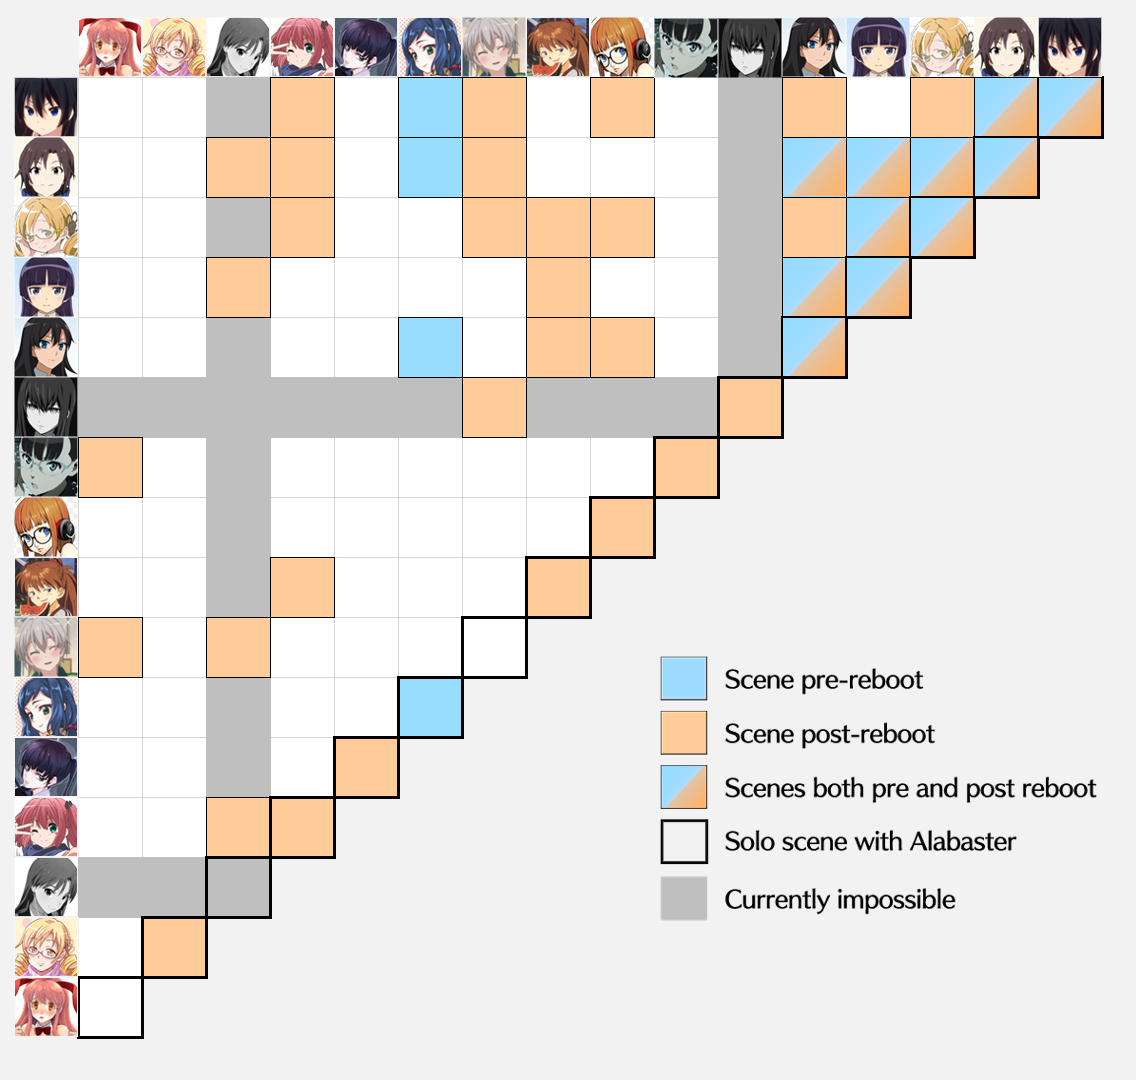 Scene pre-reboot
Scene post-reboot
Scenes both pre and post reboot
Solo scene with Alabaster
Currently impossible